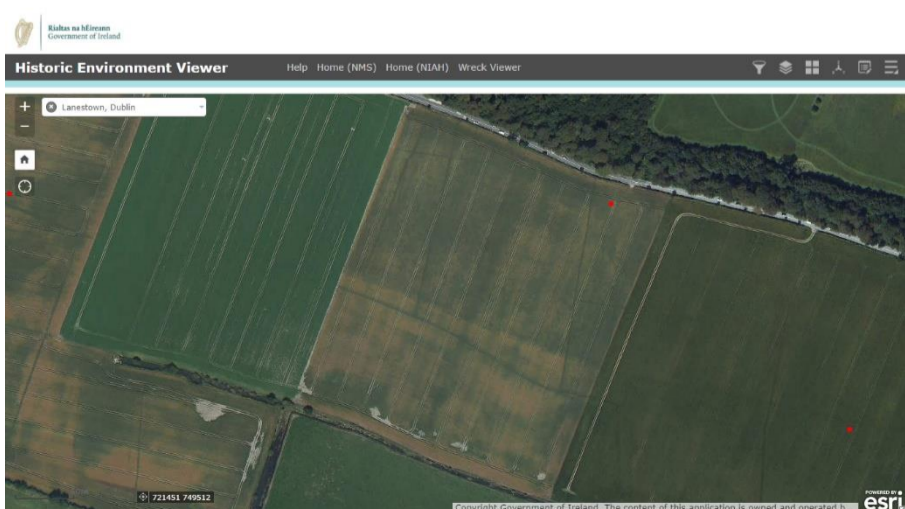 Rialtas na hÉireann
Government of Ireland
Historic Environment Viewer
Help Home (NMS) Home (NIAH) Wreck Viewer
+
Lanestown, Dublin
−
721451 749512
POWERED BY
esri
Copyright Government of Ireland. The content of this application is owned and operated b